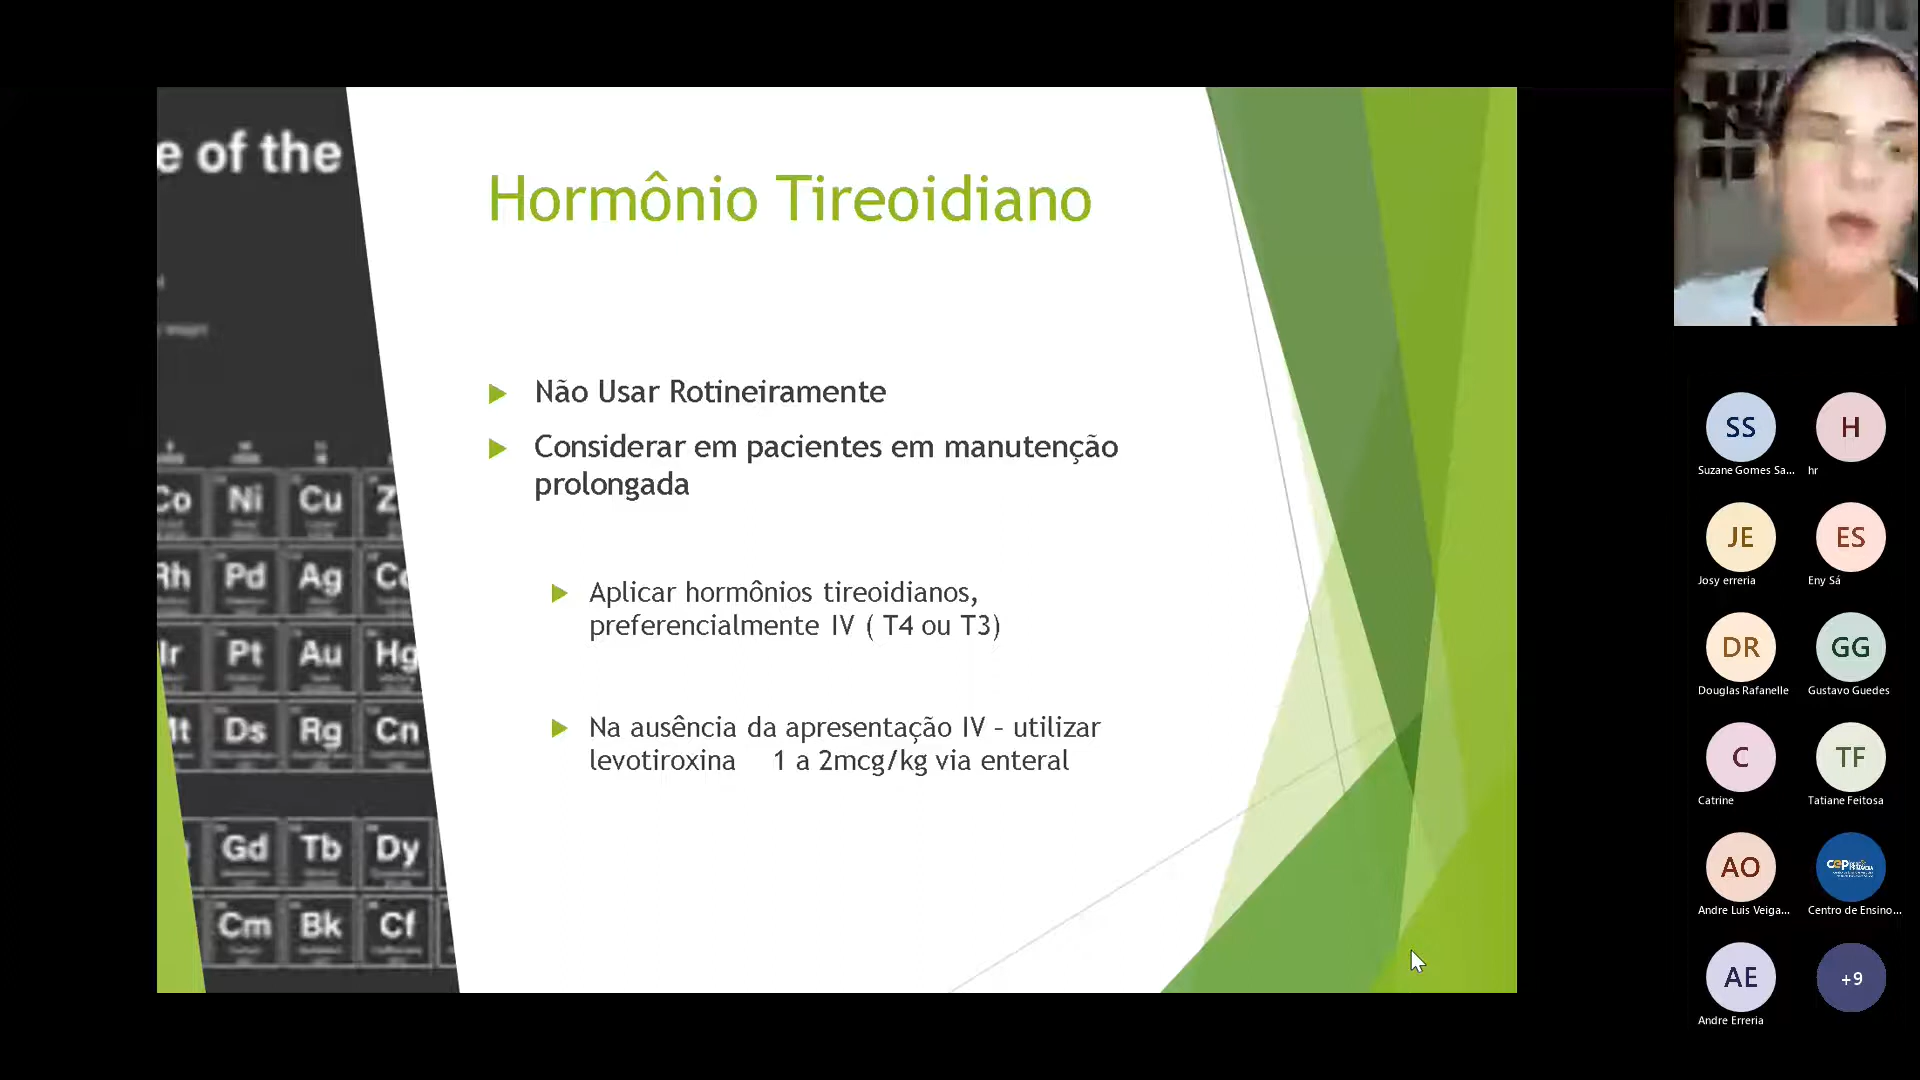 e of the
Hormônio Tireoidiano
Não Usar Rotineiramente
Considerar em pacientes em manutenção
prolongada
Aplicar hormônios tireoidianos,
preferencialmente IV ( T4 ou T3)
Na ausência da apresentação IV – utilizar
levotiroxina 1 a 2mcg/kg via enteral
Co Ni Cu
Rh Pd Ag
Ir Pt Au Hg
Mt Ds Rg Cn
Gd Tb Dy
Cm Bk Cf
SS
Suzane Gomes Sa...
H
hr
JE
Josy erreria
ES
Eny Sá
DR
Douglas Rafanelle
GG
Gustavo Guedes
C
Catrine
TF
Tatiane Feitosa
AO
Andre Luis Veiga...
cep
Centro de Ensino...
AE
Andre Erreria
+9